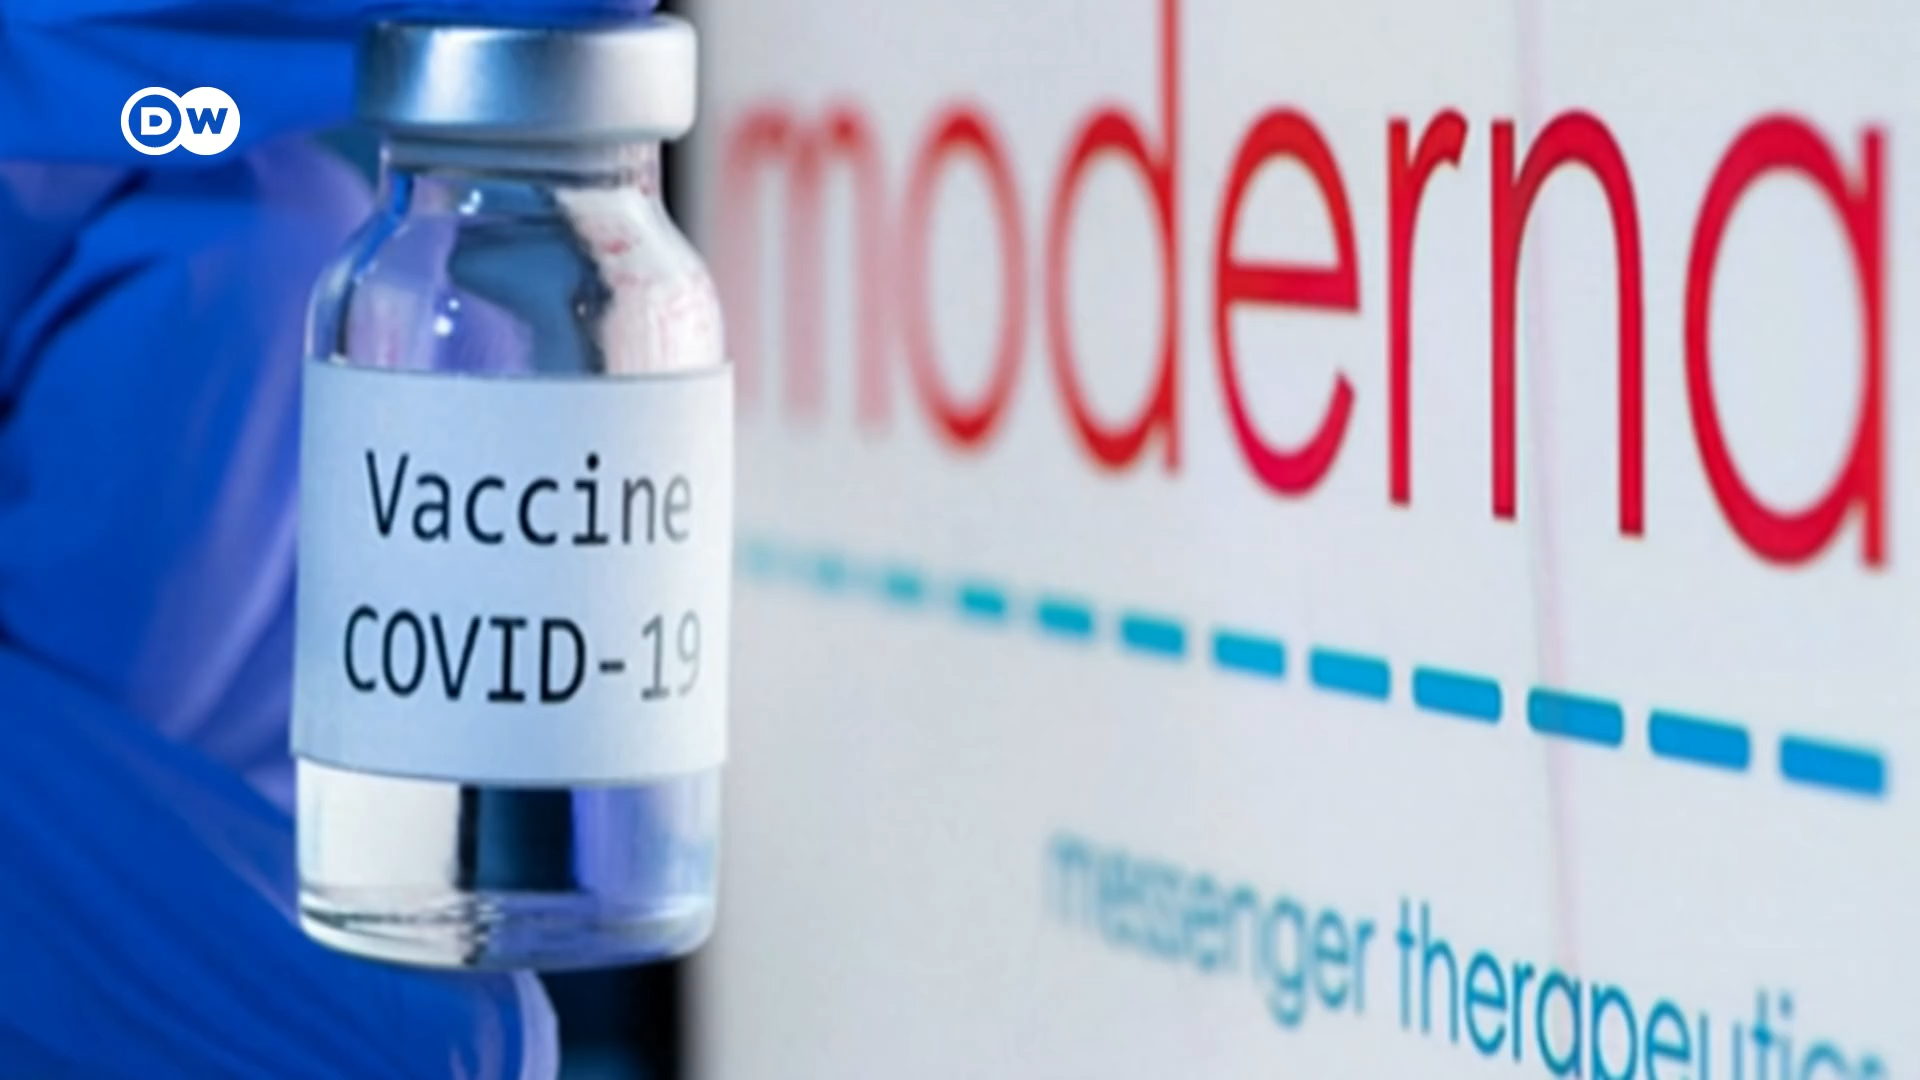 DW
Vaccine
COVID-19
moderna
messenger therapeutics